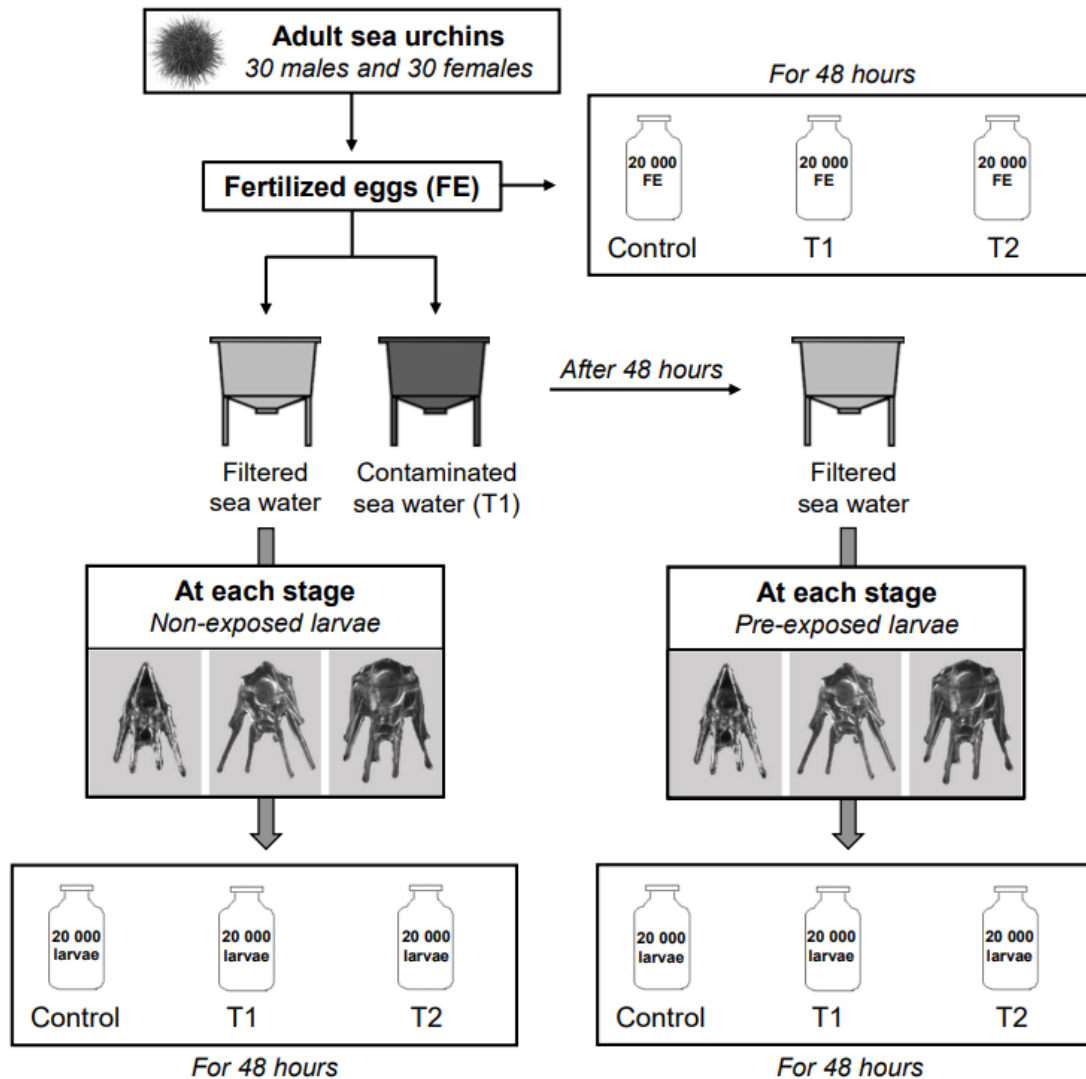 Adult sea urchins
30 males and 30 females
For 48 hours
20 000
FE
20 000
FE
20 000
FE
Control
T1
T2
Fertilized eggs (FE)
After 48 hours
Filtered
sea water
Contaminated
sea water (T1)
Filtered
sea water
At each stage
Non-exposed larvae
At each stage
Pre-exposed larvae
20 000
larvae
20 000
larvae
20 000
larvae
Control
T1
T2
For 48 hours
20 000
larvae
20 000
larvae
20 000
larvae
Control
T1
T2
For 48 hours